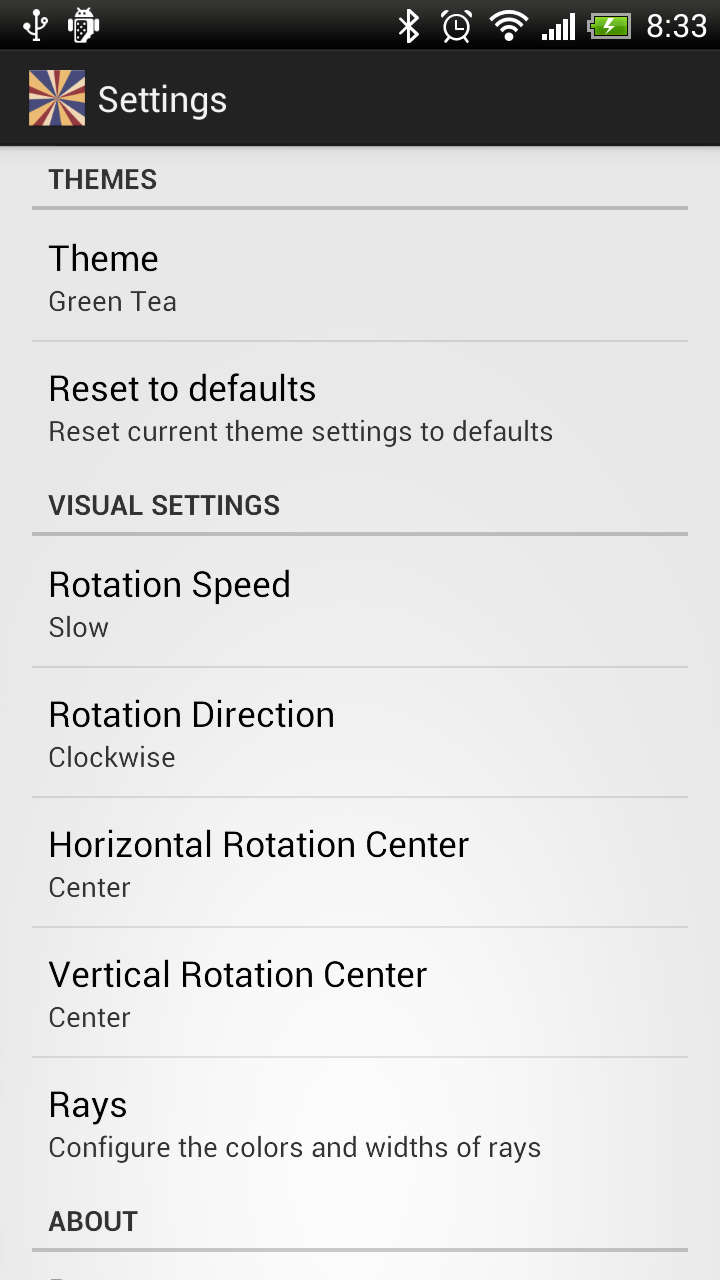 8:33
Settings
THEMES
Theme
Green Tea
Reset to defaults
Reset current theme settings to defaults
VISUAL SETTINGS
Rotation Speed
Slow
Rotation Direction
Clockwise
Horizontal Rotation Center
Center
Vertical Rotation Center
Center
Rays
Configure the colors and widths of rays
ABOUT